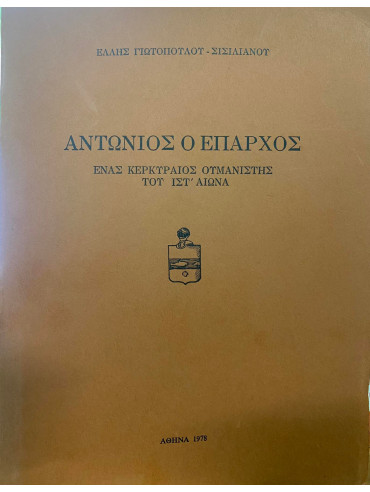 ΕΛΛΗΣ ΓΙΩΤΟΠΟΥΛΟΥ - ΣΙΣΙΛΙΑΝΟΥ
ΑΝΤΩΝΙΟΣ Ο ΕΠΑΡΧΟΣ
ΕΝΑΣ ΚΕΡΚΥΡΑΙΟΣ ΟΥΜΑΝΙΣΤΗΣ
ΤΟΥ ΙΣΤ' ΑΙΩΝΑ
ΑΘΗΝΑ 1978